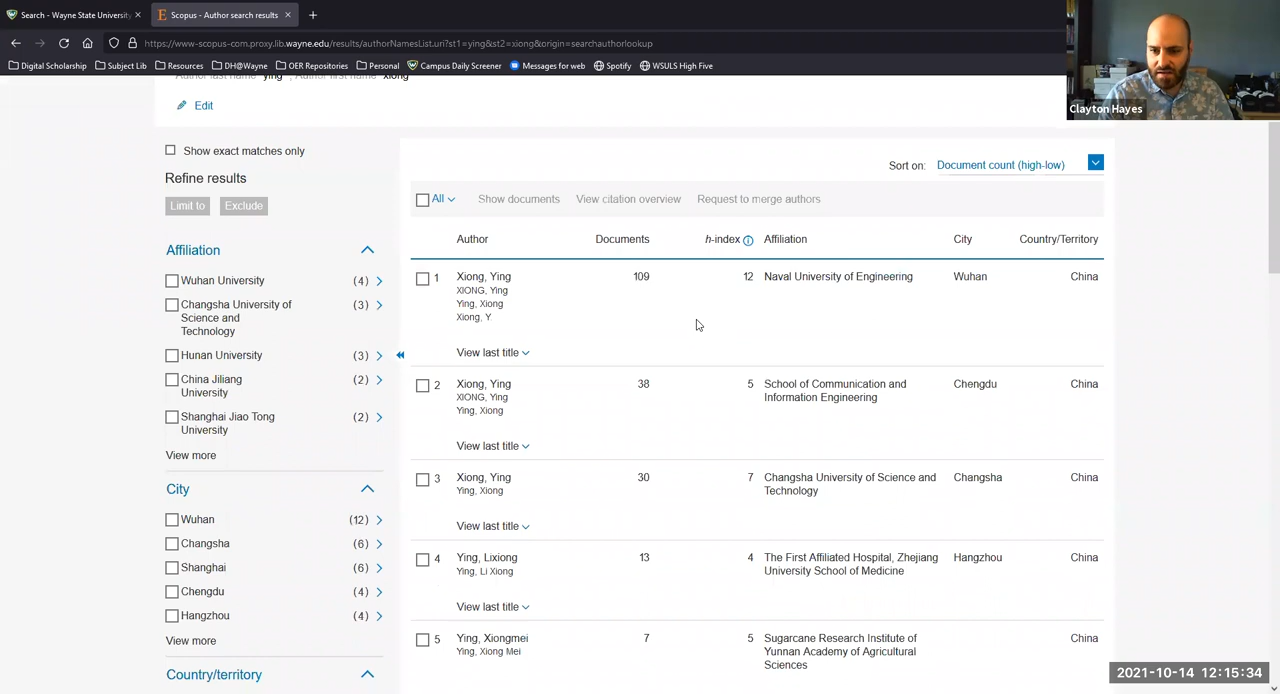 Search - Wayne State University
Scopus - Author search results
https://www-scopus-com.proxy.lib.wayne.edu/results/authorNamesList.uri?st1=ying&st2=xiong&origin=searchauthorlookup
Digital Scholarship
Subject Lib
Resources
DH@Wayne
OER Repositories
Personal
Campus Daily Screener
Messages for web
Spotify
WSULS High Five
Clayton Hayes
Author last name "ying", Author first name "xiong"
Edit
Show exact matches only
Refine results
Limit to Exclude
Affiliation
Wuhan University (4)
Changsha University of (3)
Science and
Technology
Hunan University (3)
China Jiliang (2)
University
Shanghai Jiao Tong (2)
University
View more
City
Wuhan (12)
Changsha (6)
Shanghai (6)
Chengdu (4)
Hangzhou (4)
View more
Country/territory
Sort on: Document count (high-low)
All Show documents View citation overview Request to merge authors
Author Documents h-index Affiliation City Country/Territory
1 Xiong, Ying 109 12 Naval University of Engineering Wuhan China
XIONG, Ying
Ying, Xiong
Xiong, Y.
View last title
2 Xiong, Ying 38 5 School of Communication and Chengdu China
XIONG, Ying Information Engineering
Ying, Xiong
View last title
3 Xiong, Ying 30 7 Changsha University of Science and Changsha China
Ying, Xiong Technology
View last title
4 Ying, Lixiong 13 4 The First Affiliated Hospital, Zhejiang Hangzhou China
Ying, Li Xiong University School of Medicine
View last title
5 Ying, Xiongmei 7 5 Sugarcane Research Institute of China
Ying, Xiong Mei Yunnan Academy of Agricultural
Sciences
2021-10-14 12:15:34